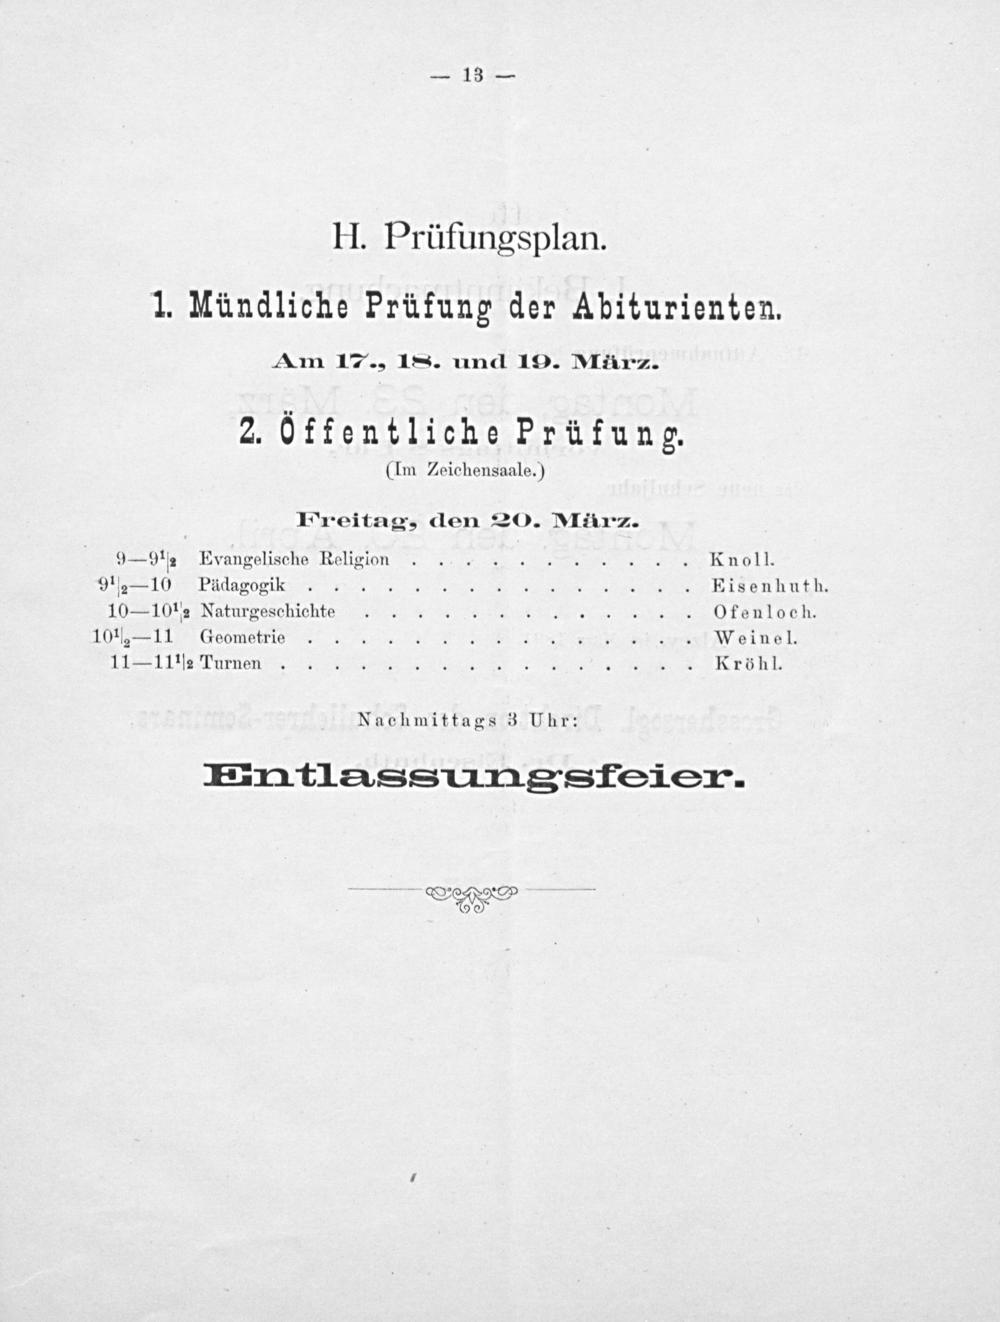 — 13 —
H. Prüfungsplan.
1. Mündliche Prüfung der Abiturienten.
Am 17., 18. und 19. März.
2. Öffentliche Prüfung.
(Im Zeichensaale.)
Freitag, den 20. März.
9—9½ Evangelische Religion . . . . . . . . . . . Knoll.
9½—10 Pädagogik . . . . . . . . . . . . . . . Eisenhuth.
10—10½ Naturgeschichte . . . . . . . . . . . . . Ofenloch.
10½—11 Geometrie . . . . . . . . . . . . . . . Weinel.
11—11½ Turnen . . . . . . . . . . . . . . . . Kröhl.
Nachmittags 3 Uhr:
Entlassungsfeier.